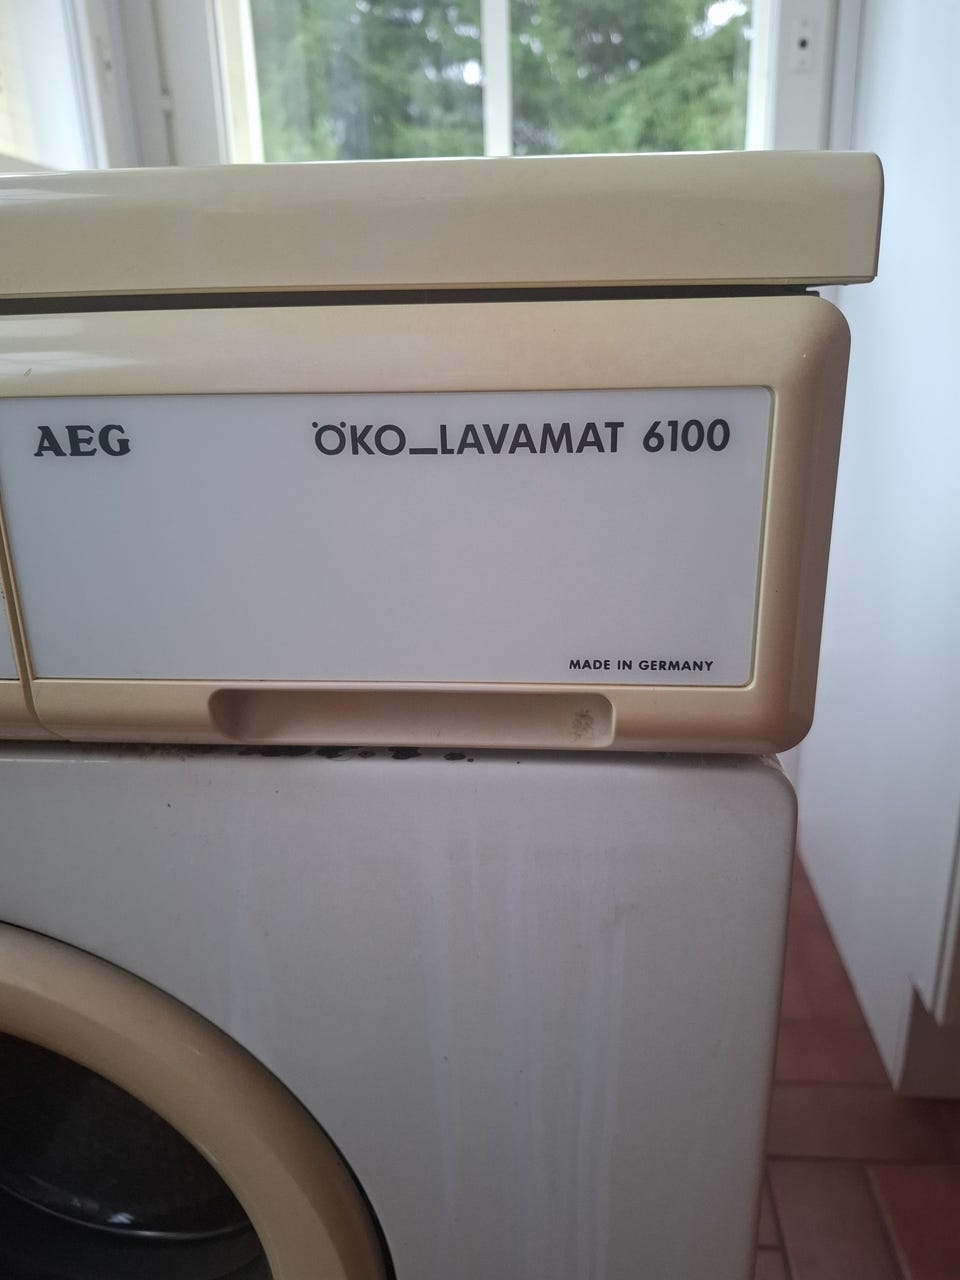 AEG
ÖKO_LAVAMAT 6100
MADE IN GERMANY